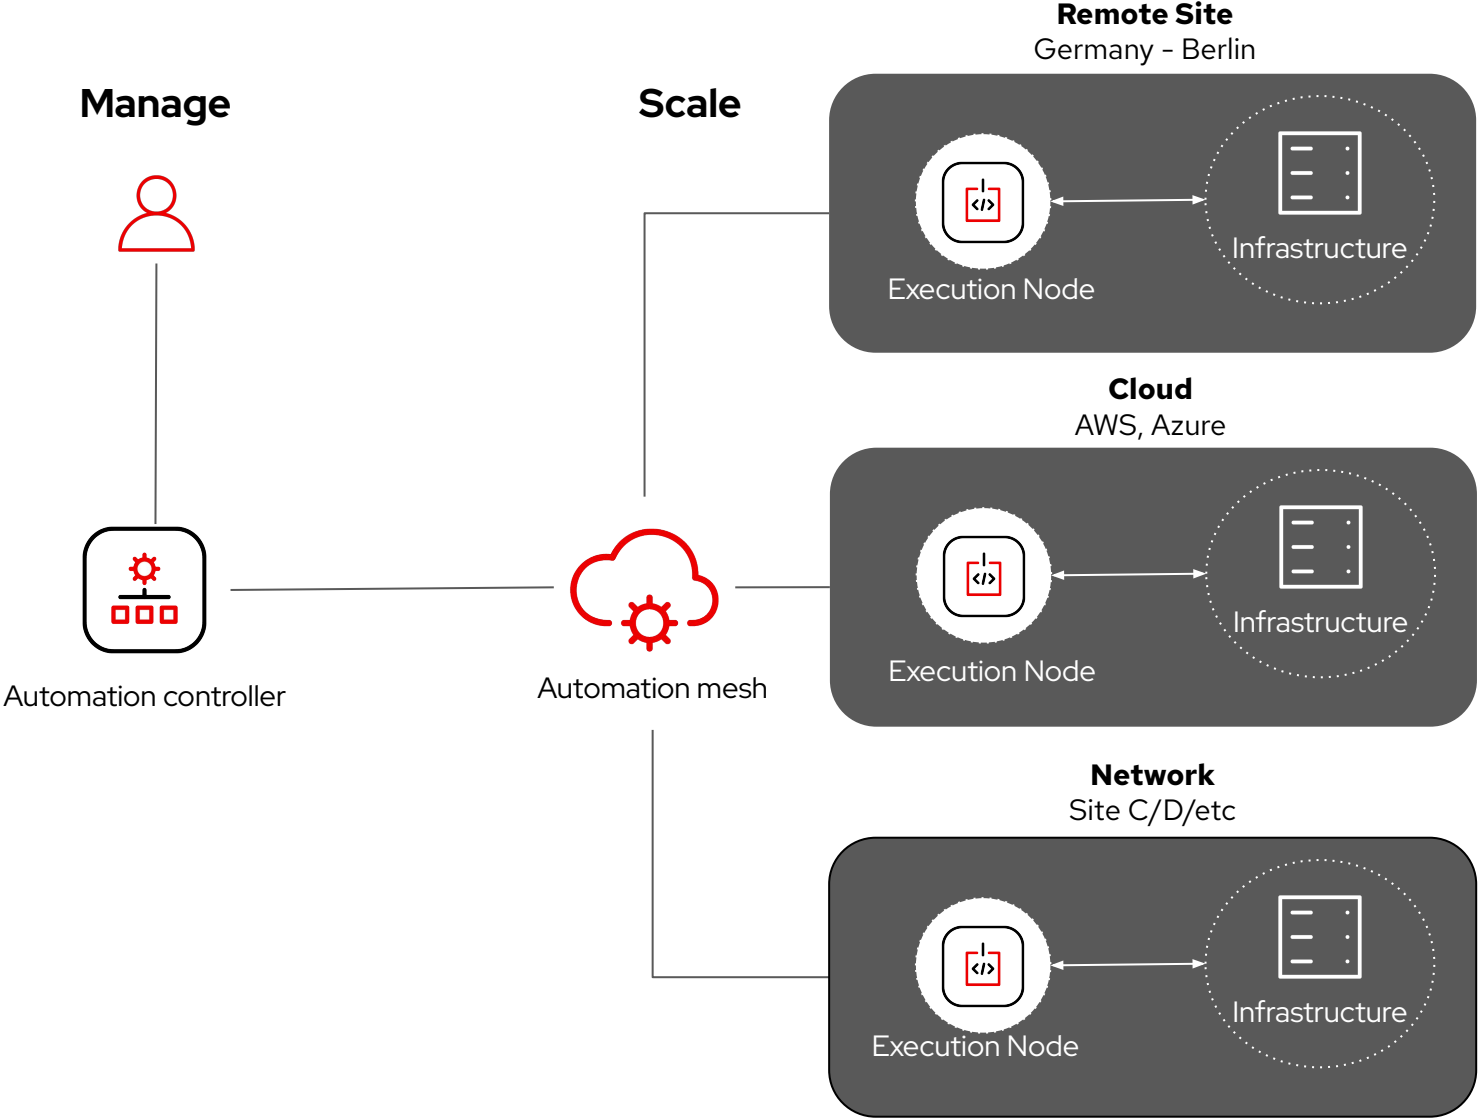 Manage
Scale
Automation controller
Automation mesh
Remote Site
Germany - Berlin
</>
Execution Node
Infrastructure
Cloud
AWS, Azure
</>
Execution Node
Infrastructure
Network
Site C/D/etc
</>
Execution Node
Infrastructure